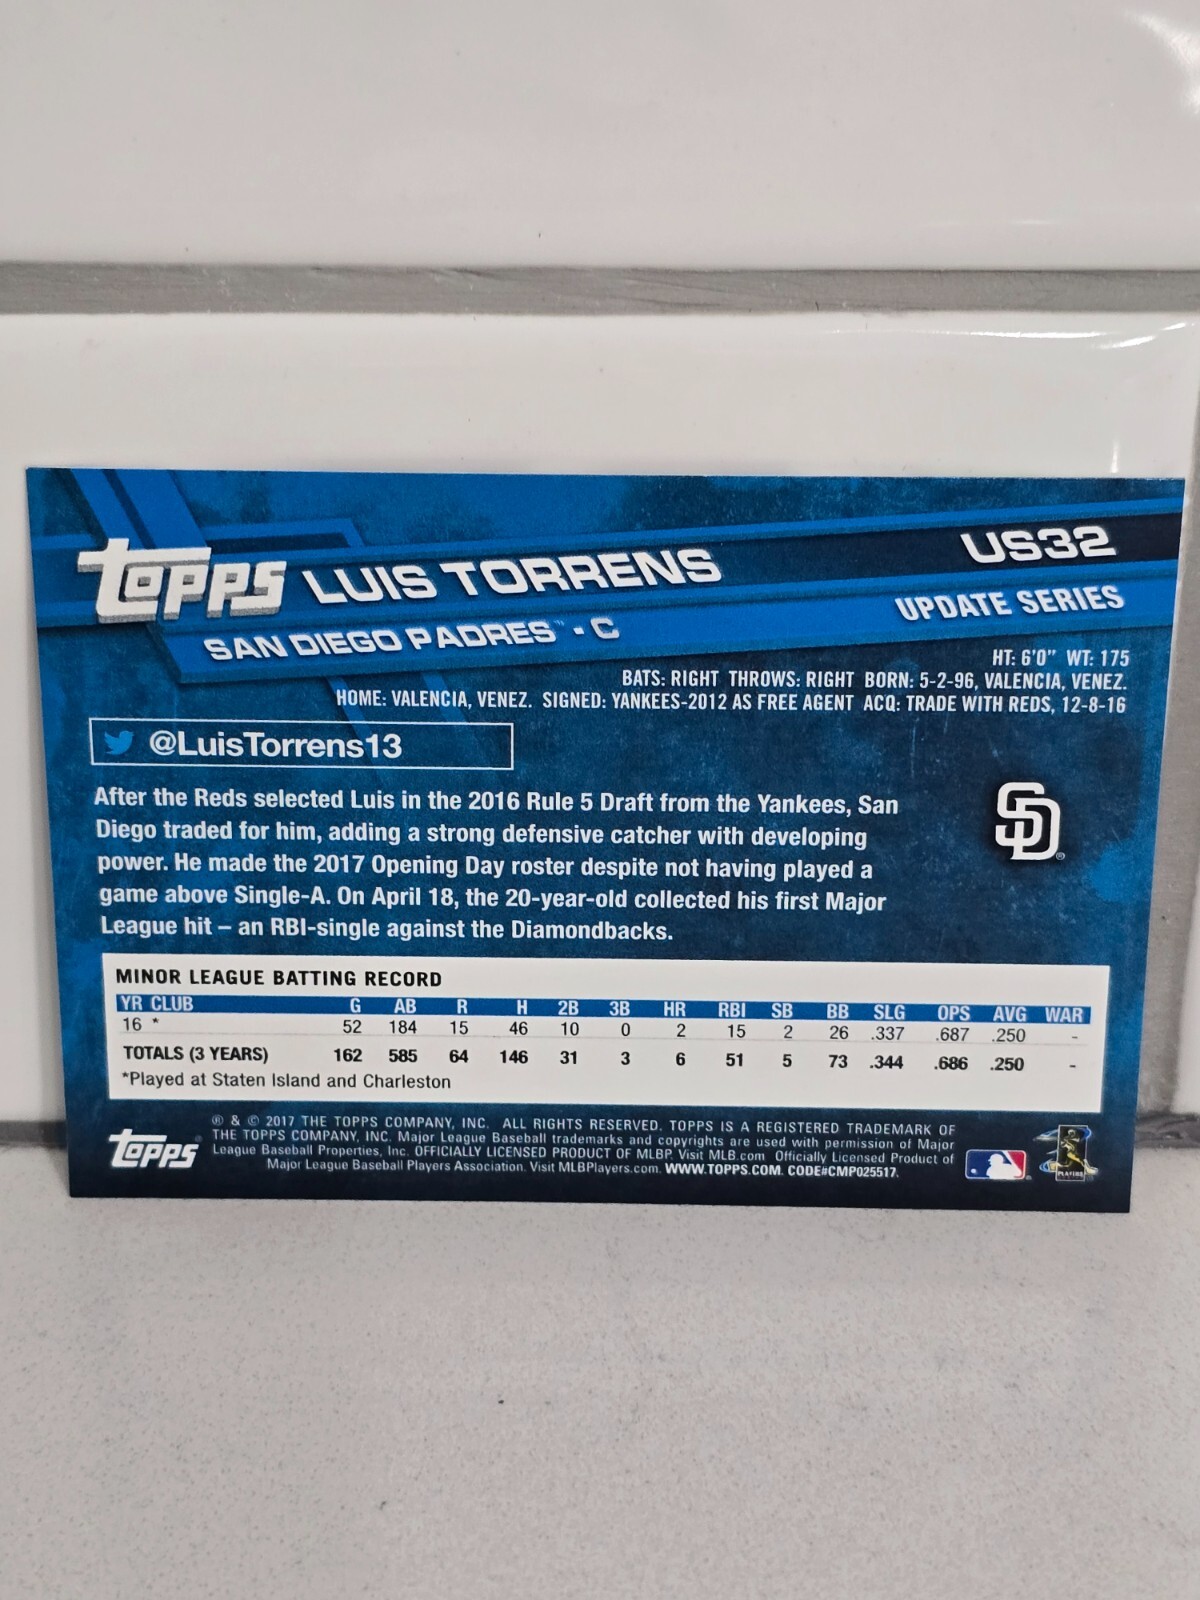 TOPPS LUIS TORRENS US32
SAN DIEGO PADRES™ - C UPDATE SERIES
HT: 6'0" WT: 175
BATS: RIGHT THROWS: RIGHT BORN: 5-2-96, VALENCIA, VENEZ.
HOME: VALENCIA, VENEZ. SIGNED: YANKEES-2012 AS FREE AGENT ACQ: TRADE WITH REDS, 12-8-16
@LuisTorrens13
After the Reds selected Luis in the 2016 Rule 5 Draft from the Yankees, San
Diego traded for him, adding a strong defensive catcher with developing
power. He made the 2017 Opening Day roster despite not having played a
game above Single-A. On April 18, the 20-year-old collected his first Major
League hit – an RBI-single against the Diamondbacks.
SD®
MINOR LEAGUE BATTING RECORD
YR CLUB G AB R H 2B 3B HR RBI SB BB SLG OPS AVG WAR
16 * 52 184 15 46 10 0 2 15 2 26 .337 .687 .250 -
TOTALS (3 YEARS) 162 585 64 146 31 3 6 51 5 73 .344 .686 .250 -
*Played at Staten Island and Charleston
TOPPS®
® & © 2017 THE TOPPS COMPANY, INC. ALL RIGHTS RESERVED. TOPPS IS A REGISTERED TRADEMARK OF
THE TOPPS COMPANY, INC. Major League Baseball trademarks and copyrights are used with permission of Major
League Baseball Properties, Inc. OFFICIALLY LICENSED PRODUCT OF MLBP. Visit MLB.com Officially Licensed Product of
Major League Baseball Players Association. Visit MLBPlayers.com. WWW.TOPPS.COM. CODE#CMP025517.
PLAYERS